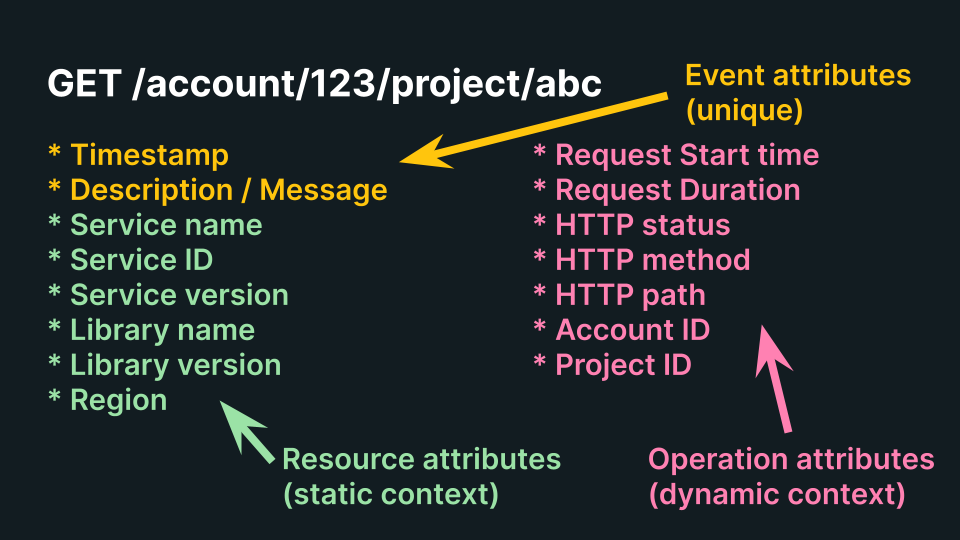 GET /account/123/project/abc
Event attributes
(unique)
* Timestamp
* Description / Message
* Service name
* Service ID
* Service version
* Library name
* Library version
* Region
* Request Start time
* Request Duration
* HTTP status
* HTTP method
* HTTP path
* Account ID
* Project ID
Resource attributes
(static context)
Operation attributes
(dynamic context)